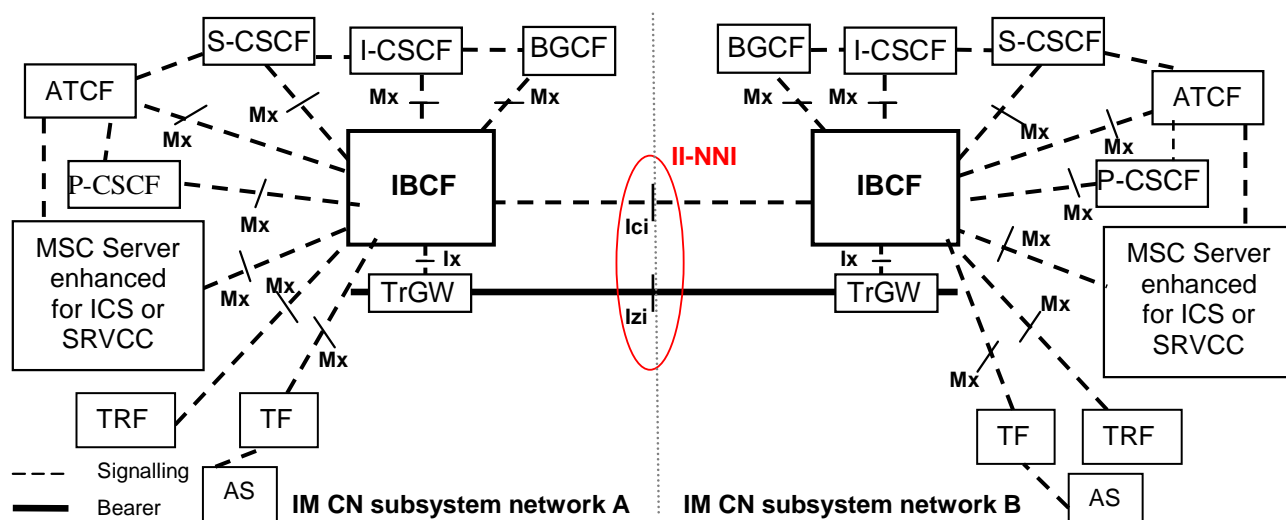 S-CSCF
I-CSCF
BGCF
ATCF
Mx
Mx
Mx
Mx
P-CSCF
IBCF
Mx
MSC Server
enhanced
for ICS or
SRVCC
Mx
Mx
Mx
Ix
TrGW
TRF
TF
AS
Signalling
Bearer
IM CN subsystem network A
II-NNI
Ici
Izi
BGCF
I-CSCF
S-CSCF
ATCF
Mx
Mx
Mx
Mx
IBCF
P-CSCF
Mx
Mx
MSC Server
enhanced
for ICS or
SRVCC
Ix
TrGW
Mx
Mx
TF
TRF
AS
IM CN subsystem network B